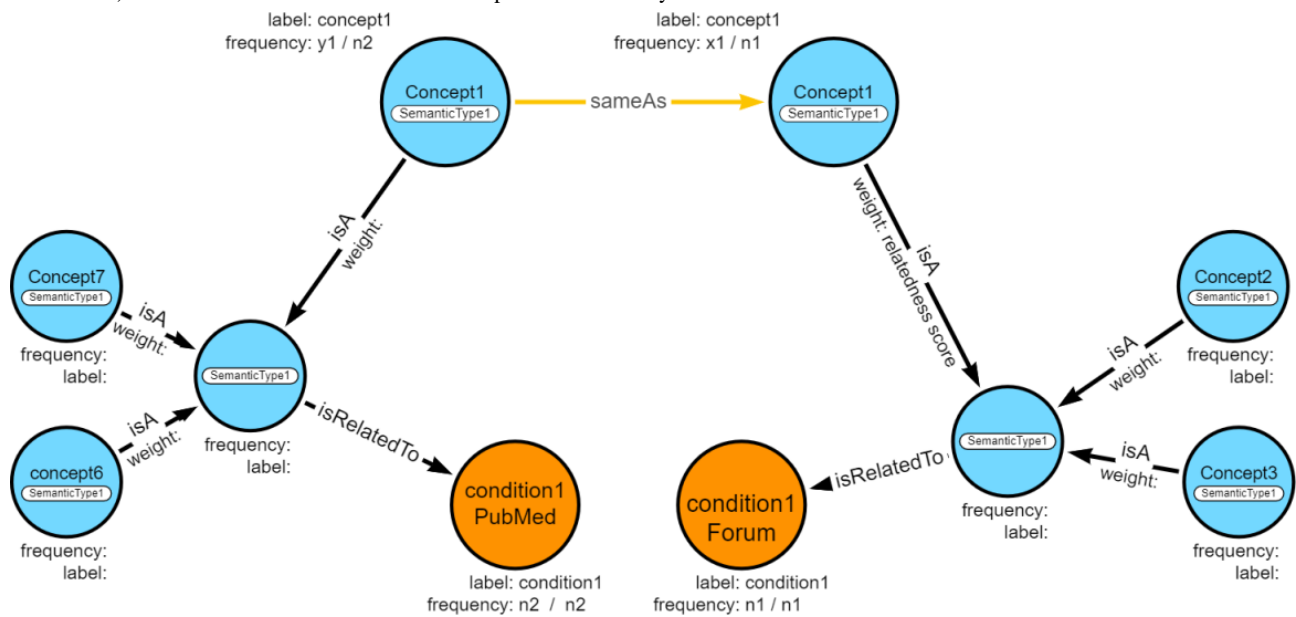 label: concept1
frequency: y1 / n2
label: concept1
frequency: x1 / n1
Concept1
SemanticType1
sameAs
Concept1
SemanticType1
isA
weight:
isA
weight: relatedness score
Concept7
SemanticType1
frequency:
label:
isA
weight:
SemanticType1
frequency:
label:
concept6
SemanticType1
frequency:
label:
isA
weight:
isRelatedTo
condition1
PubMed
label: condition1
frequency: n2 / n2
condition1
Forum
label: condition1
frequency: n1 / n1
isRelatedTo
SemanticType1
frequency:
label:
Concept2
SemanticType1
frequency:
label:
isA
weight:
Concept3
SemanticType1
frequency:
label:
isA
weight: